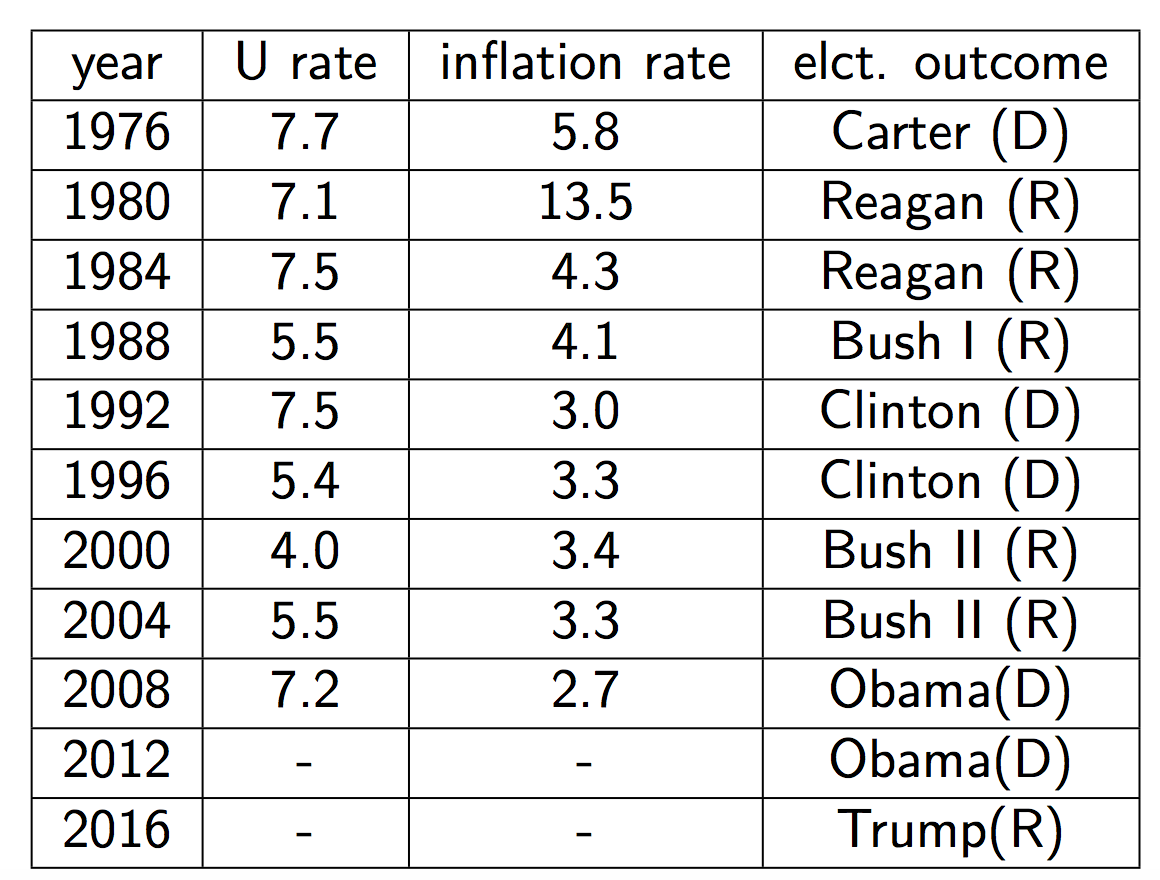 year U rate inflation rate elct. outcome
1976 7.7 5.8 Carter (D)
1980 7.1 13.5 Reagan (R)
1984 7.5 4.3 Reagan (R)
1988 5.5 4.1 Bush I (R)
1992 7.5 3.0 Clinton (D)
1996 5.4 3.3 Clinton (D)
2000 4.0 3.4 Bush II (R)
2004 5.5 3.3 Bush II (R)
2008 7.2 2.7 Obama(D)
2012 - - Obama(D)
2016 - - Trump(R)